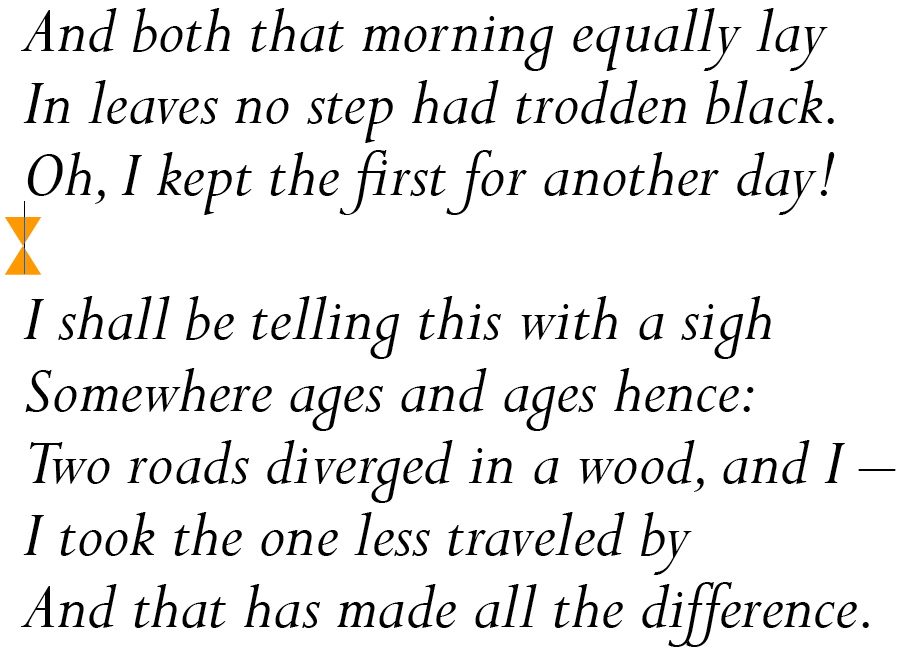 And both that morning equally lay
In leaves no step had trodden black.
Oh, I kept the first for another day!
I shall be telling this with a sigh
Somewhere ages and ages hence:
Two roads diverged in a wood, and I —
I took the one less traveled by
And that has made all the difference.